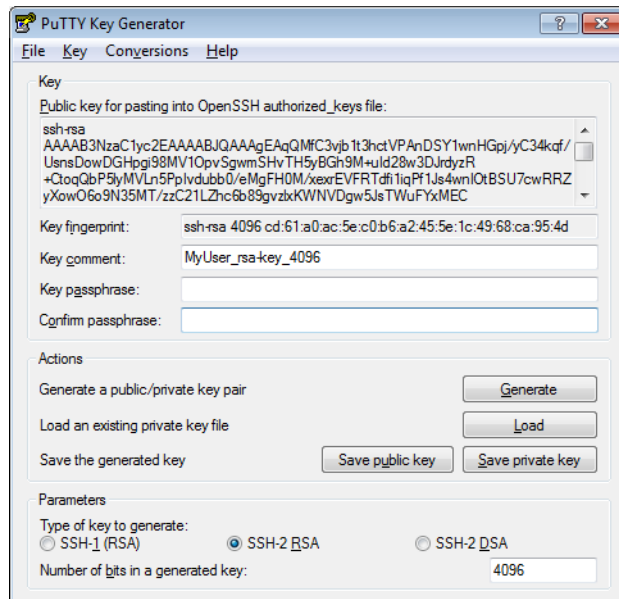 PuTTY Key Generator
File Key Conversions Help
Key
Public key for pasting into OpenSSH authorized_keys file:
ssh-rsa
AAAAB3NzaC1yc2EAAAABJQAAAgEAqQMfC3vjb1t3hctVPAnDSY1wnHGpj/yC34kqf/
UsnsDowDGHpgi98MV1OpvSgwmSHvTH5yBGh9M+uId28w3DJrdyzR
+CtoqQbP5lyMVLn5PpIvdubb0/eMgFH0M/xexrEVFRTdfi1iqPf1Js4wnlOtBSU7cwRRZ
yXowO6o9N35MT/zzC21LZhc6b89gvzlxKWNVDgw5JsTWuFYxMEC
Key fingerprint: ssh-rsa 4096 cd:61:a0:ac:5e:c0:b6:a2:45:5e:1c:49:68:ca:95:4d
Key comment: MyUser_rsa-key_4096
Key passphrase:
Confirm passphrase:
Actions
Generate a public/private key pair Generate
Load an existing private key file Load
Save the generated key Save public key Save private key
Parameters
Type of key to generate:
SSH-1 (RSA) SSH-2 RSA SSH-2 DSA
Number of bits in a generated key: 4096